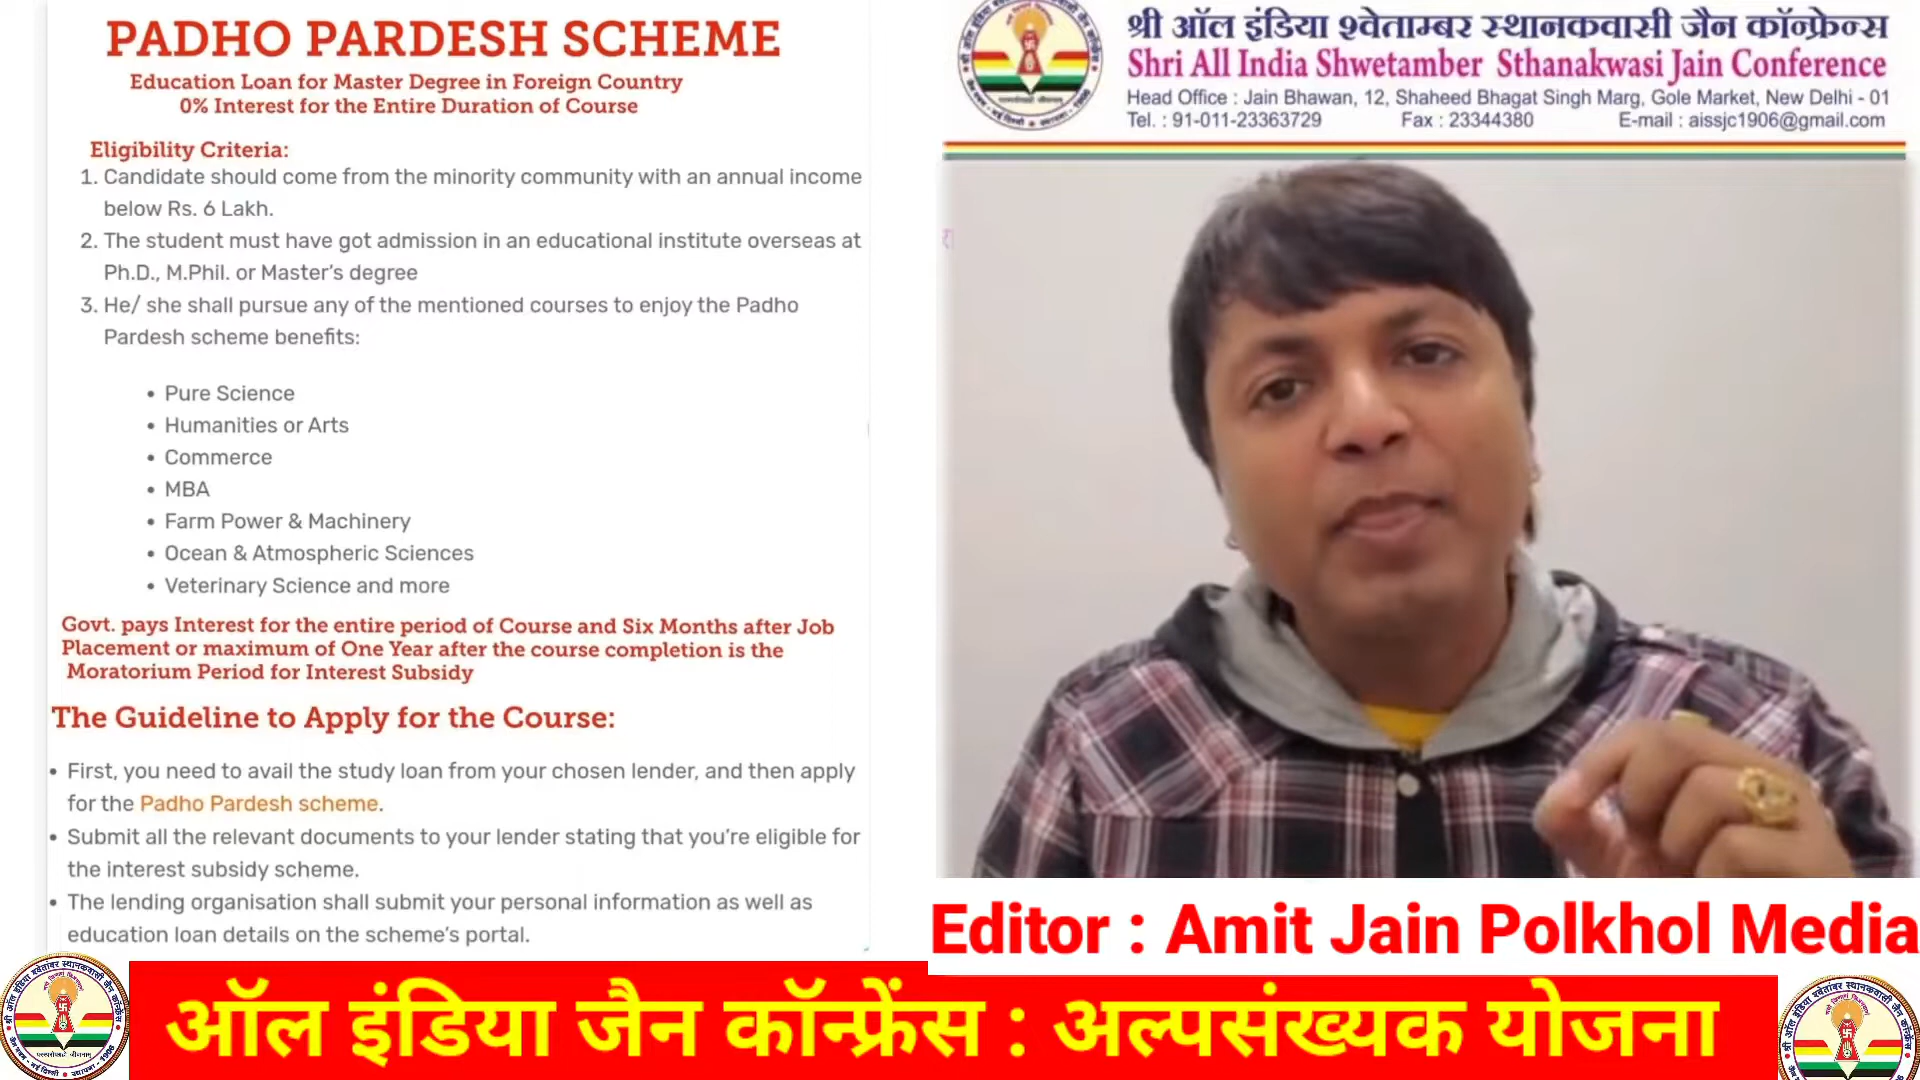 PADHO PARDESH SCHEME
Education Loan for Master Degree in Foreign Country
0% Interest for the Entire Duration of Course
Eligibility Criteria:
1. Candidate should come from the minority community with an annual income
below Rs. 6 Lakh.
2. The student must have got admission in an educational institute overseas at
Ph.D., M.Phil. or Master's degree
3. He/ she shall pursue any of the mentioned courses to enjoy the Padho
Pardesh scheme benefits:
• Pure Science
• Humanities or Arts
• Commerce
• MBA
• Farm Power & Machinery
• Ocean & Atmospheric Sciences
• Veterinary Science and more
Govt. pays Interest for the entire period of Course and Six Months after Job
Placement or maximum of One Year after the course completion is the
Moratorium Period for Interest Subsidy
The Guideline to Apply for the Course:
• First, you need to avail the study loan from your chosen lender, and then apply
for the Padho Pardesh scheme.
• Submit all the relevant documents to your lender stating that you're eligible for
the interest subsidy scheme.
• The lending organisation shall submit your personal information as well as
education loan details on the scheme's portal.
श्री ऑल इंडिया श्वेताम्बर स्थानकवासी जैन कॉन्फ्रेन्स
Shri All India Shwetamber Sthanakwasi Jain Conference
Head Office : Jain Bhawan, 12, Shaheed Bhagat Singh Marg, Gole Market, New Delhi - 01
Tel. : 91-011-23363729 Fax : 23344380 E-mail : aissjc1906@gmail.com
Editor : Amit Jain Polkhol Media
ऑल इंडिया जैन कॉन्फ्रेंस : अल्पसंख्यक योजना